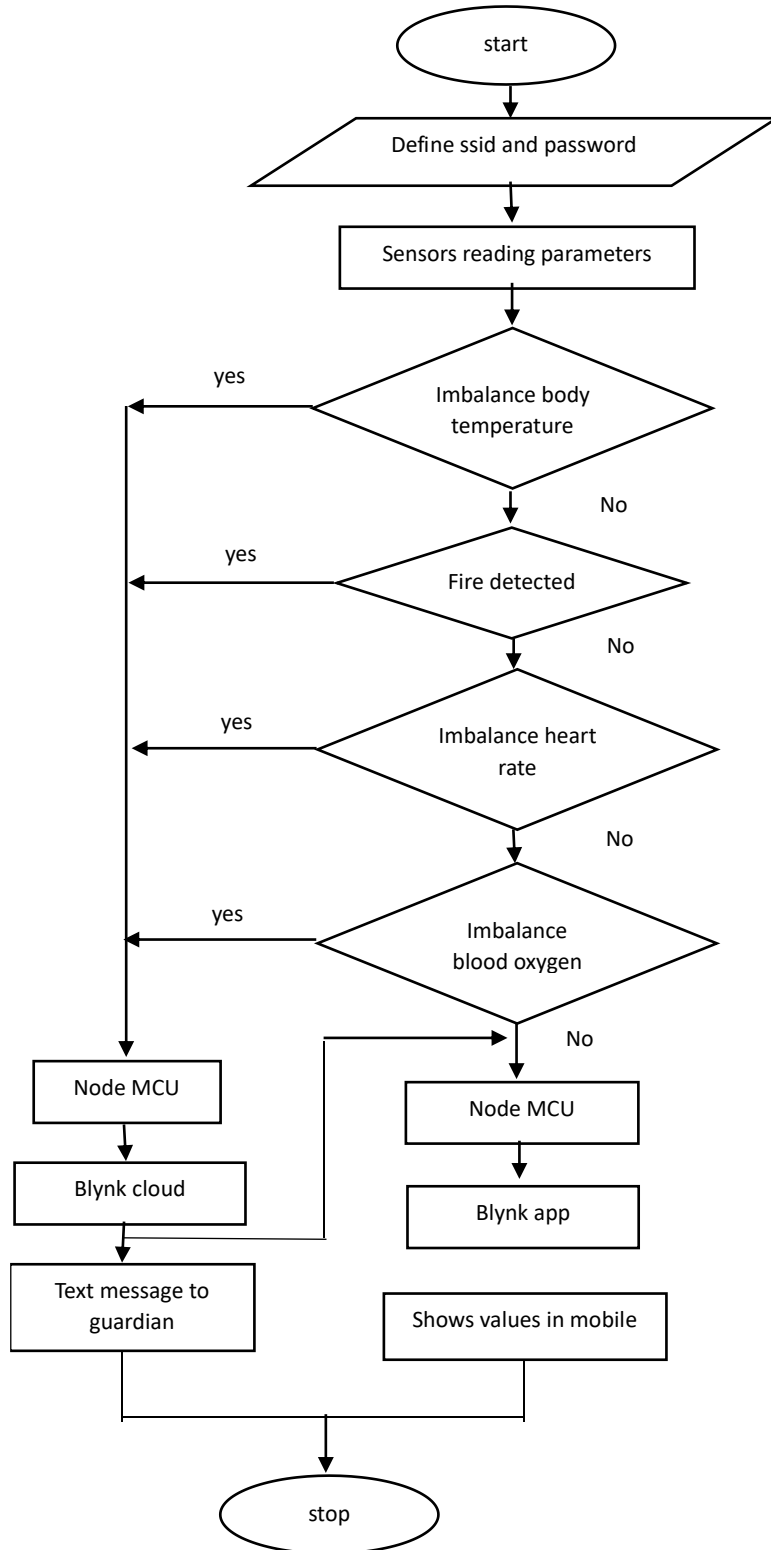 start
Define ssid and password
Sensors reading parameters
yes
Imbalance body
temperature
No
yes
Fire detected
No
yes
Imbalance heart
rate
No
yes
Imbalance
blood oxygen
No
Node MCU
Node MCU
Blynk cloud
Blynk app
Text message to
guardian
Shows values in mobile
stop